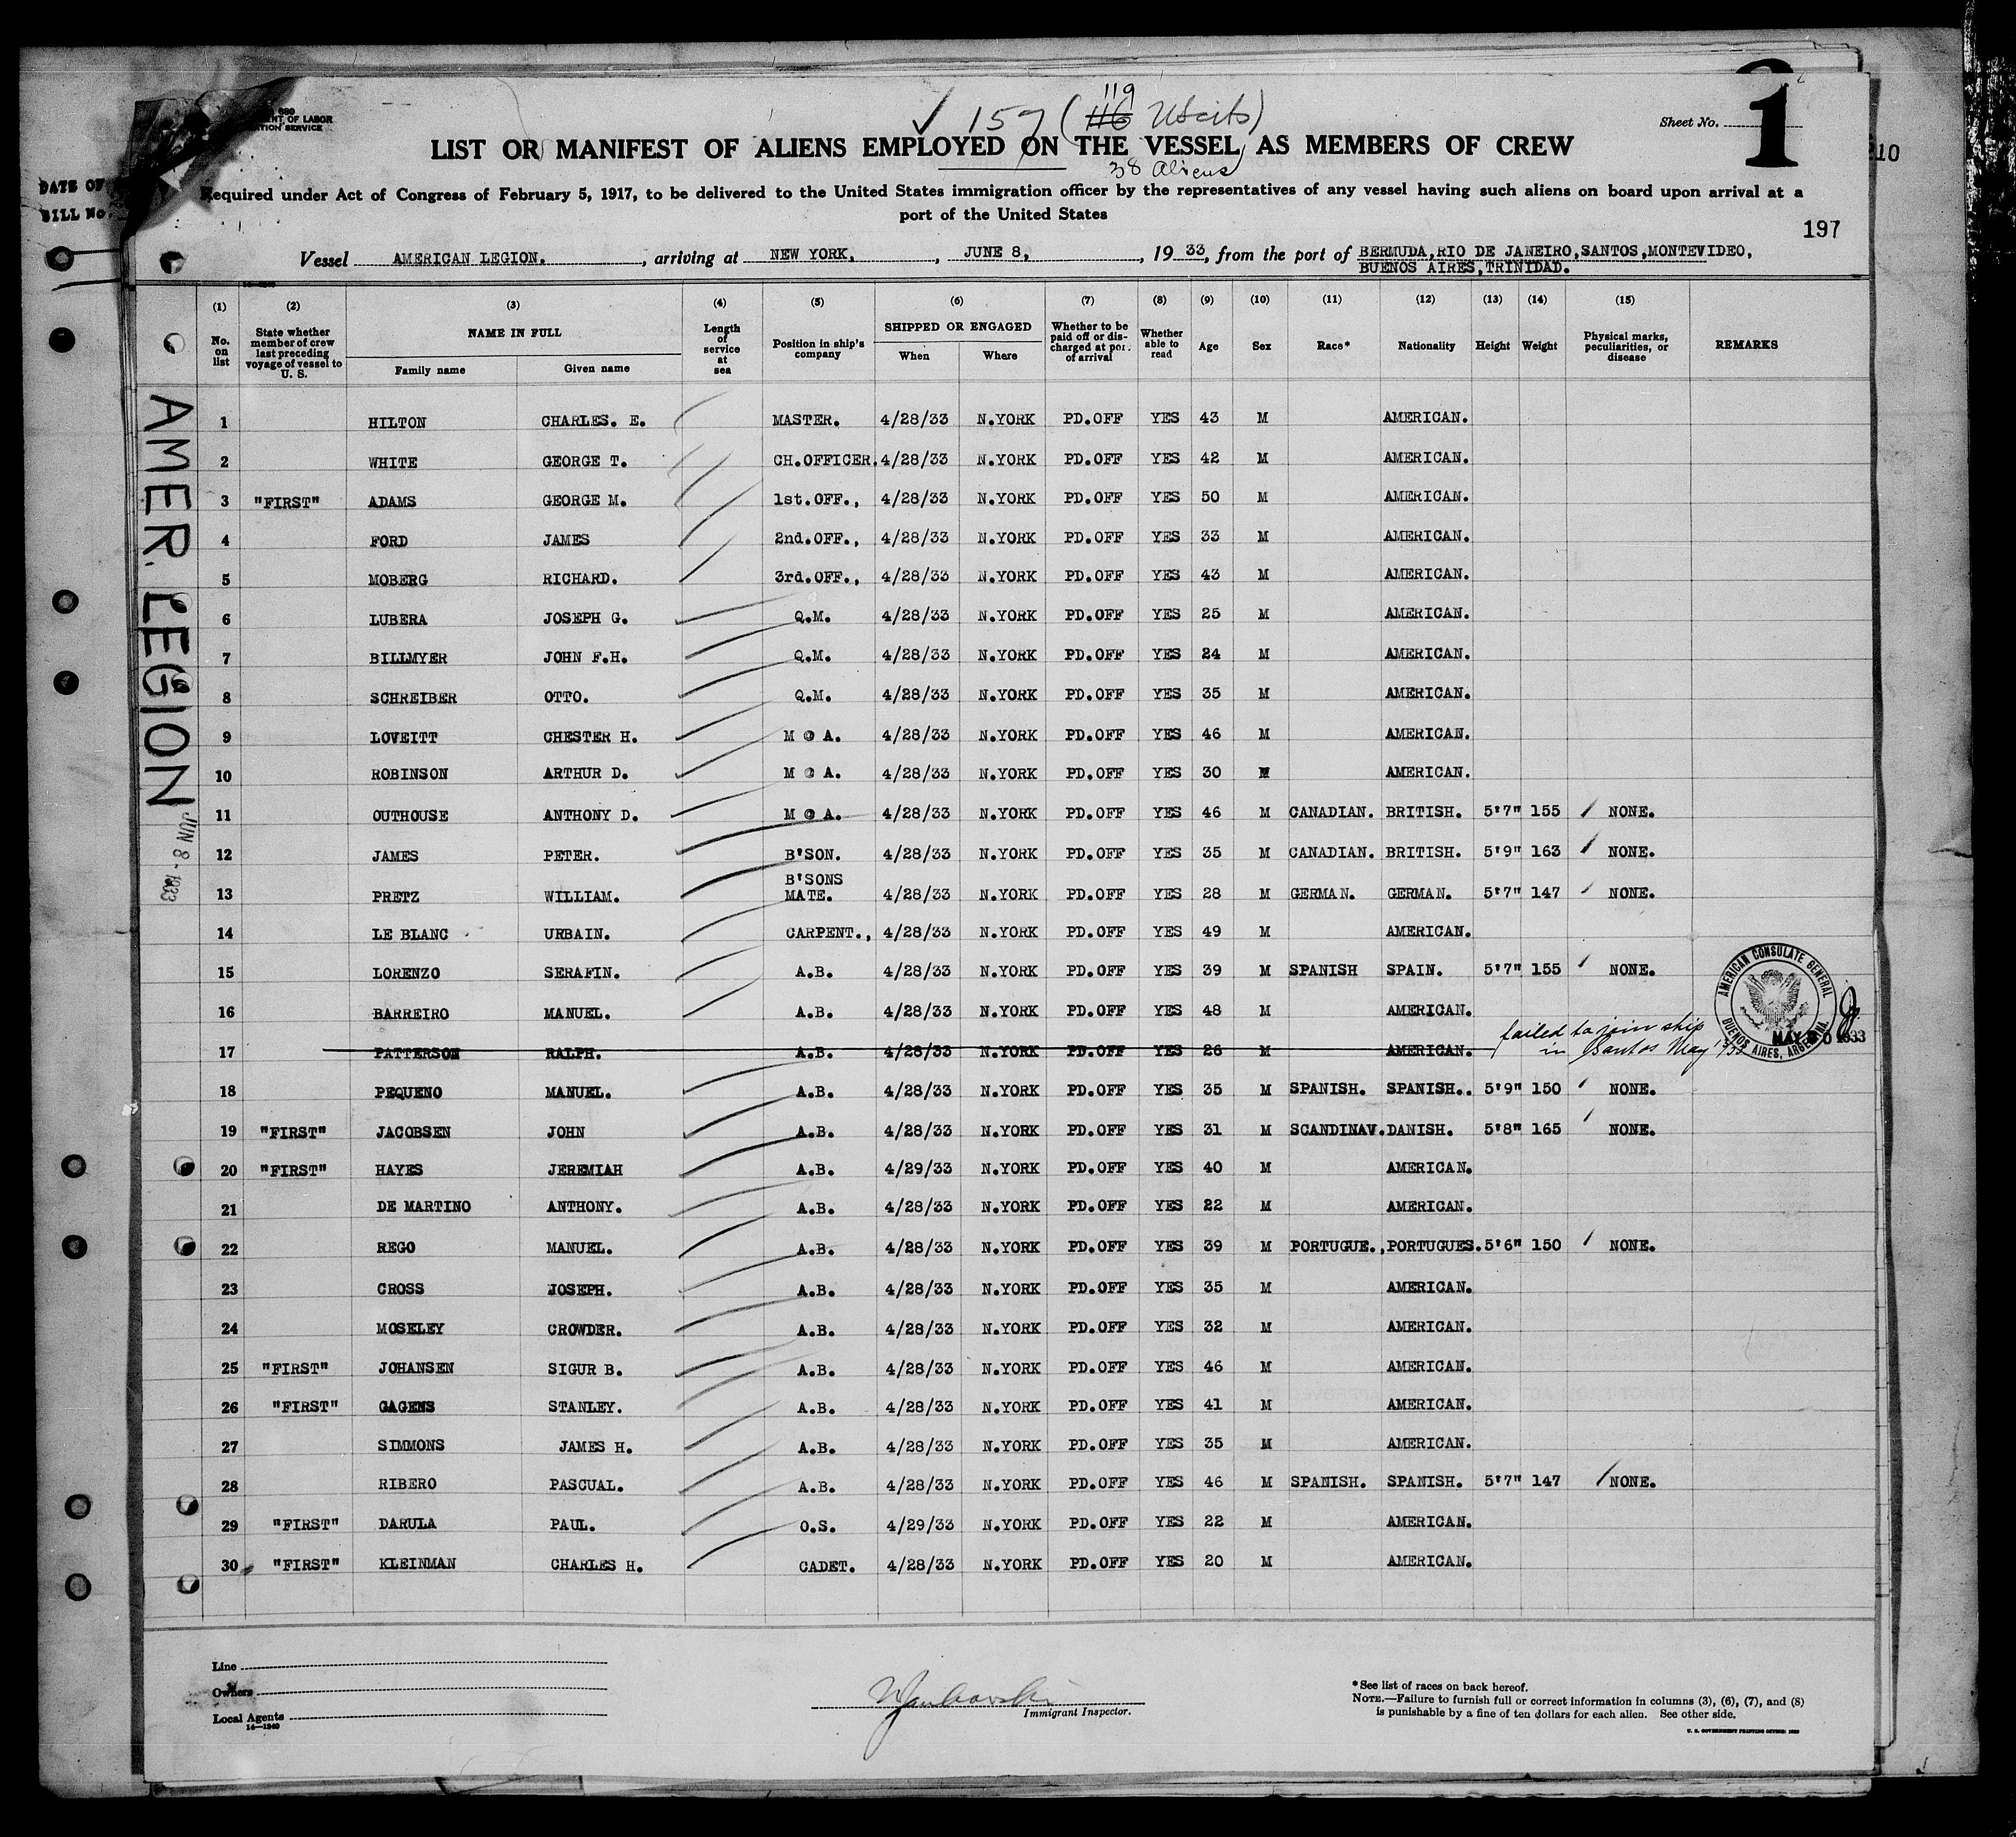 680
ENT OF LABOR
ATION SERVICE
✓ 157 (116 119 Uscits)
38 Aliens
Sheet No. 1
210
DATE OF
BILL No.
LIST OR MANIFEST OF ALIENS EMPLOYED ON THE VESSEL AS MEMBERS OF CREW
Required under Act of Congress of February 5, 1917, to be delivered to the United States immigration officer by the representatives of any vessel having such aliens on board upon arrival at a
port of the United States
197
Vessel AMERICAN LEGION. , arriving at NEW YORK, , JUNE 8, , 19 33, from the port of BERMUDA,RIO DE JANEIRO,SANTOS,MONTEVIDEO,
BUENOS AIRES,TRINIDAD.
(1) (2) (3) (4) (5) (6) (7) (8) (9) (10) (11) (12) (13) (14) (15)
No. on list State whether member of crew last preceding voyage of vessel to U. S. NAME IN FULL Family name Given name Length of service at sea Position in ship's company SHIPPED OR ENGAGED When Where Whether to be paid off or discharged at port of arrival Whether able to read Age Sex Race* Nationality Height Weight Physical marks, peculiarities, or disease REMARKS
AMER. LEGION
JUN 8 - 1933
1 HILTON CHARLES. E. MASTER. 4/28/33 N.YORK PD.OFF YES 43 M AMERICAN.
2 WHITE GEORGE T. CH.OFFICER. 4/28/33 N.YORK PD.OFF YES 42 M AMERICAN.
3 "FIRST" ADAMS GEORGE M. 1st.OFF., 4/28/33 N.YORK PD.OFF YES 50 M AMERICAN.
4 FORD JAMES 2nd.OFF., 4/28/33 N.YORK PD.OFF YES 33 M AMERICAN.
5 MOBERG RICHARD. 3rd.OFF., 4/28/33 N.YORK PD.OFF YES 43 M AMERICAN.
6 LUBERA JOSEPH G. Q.M. 4/28/33 N.YORK PD.OFF YES 25 M AMERICAN.
7 BILLMYER JOHN F.H. Q.M. 4/28/33 N.YORK PD.OFF YES 24 M AMERICAN.
8 SCHREIBER OTTO. Q.M. 4/28/33 N.YORK PD.OFF YES 35 M AMERICAN.
9 LOVEITT CHESTER H. M @ A. 4/28/33 N.YORK PD.OFF YES 46 M AMERICAN.
10 ROBINSON ARTHUR D. M @ A. 4/28/33 N.YORK PD.OFF YES 30 M AMERICAN.
11 OUTHOUSE ANTHONY D. M @ A. 4/28/33 N.YORK PD.OFF YES 46 M CANADIAN. BRITISH. 5'7" 155 NONE.
12 JAMES PETER. B'SON. 4/28/33 N.YORK PD.OFF YES 35 M CANADIAN. BRITISH. 5'9" 163 NONE.
13 PRETZ WILLIAM. B'SONS MATE. 4/28/33 N.YORK PD.OFF YES 28 M GERMAN. GERMAN. 5'7" 147 NONE.
14 LE BLANC URBAIN. CARPENT., 4/28/33 N.YORK PD.OFF YES 49 M AMERICAN.
15 LORENZO SERAFIN. A.B. 4/28/33 N.YORK PD.OFF YES 39 M SPANISH SPAIN. 5'7" 155 NONE.
16 BARREIRO MANUEL. A.B. 4/28/33 N.YORK PD.OFF YES 48 M AMERICAN.
17 PATTERSON RALPH. A.B. 4/28/33 N.YORK PD.OFF YES 26 M AMERICAN. failed to join ship in Santos May
AMERICAN CONSULATE GENERAL
BUENOS AIRES, ARGENTINA
18 PEQUENO MANUEL. A.B. 4/28/33 N.YORK PD.OFF YES 35 M SPANISH. SPANISH.. 5'9" 150 NONE.
19 "FIRST" JACOBSEN JOHN A.B. 4/28/33 N.YORK PD.OFF YES 31 M SCANDINAV. DANISH. 5'8" 165 NONE.
20 "FIRST" HAYES JEREMIAH A.B. 4/29/33 N.YORK PD.OFF YES 40 M AMERICAN.
21 DE MARTINO ANTHONY. A.B. 4/28/33 N.YORK PD.OFF YES 22 M AMERICAN.
22 REGO MANUEL. A.B. 4/28/33 N.YORK PD.OFF YES 39 M PORTUGUE., PORTUGUES. 5'6" 150 NONE.
23 CROSS JOSEPH. A.B. 4/28/33 N.YORK PD.OFF YES 35 M AMERICAN.
24 MOSELEY CROWDER. A.B. 4/28/33 N.YORK PD.OFF YES 32 M AMERICAN.
25 "FIRST" JOHANSEN SIGUR B. A.B. 4/28/33 N.YORK PD.OFF YES 46 M AMERICAN.
26 "FIRST" GAGENS STANLEY. A.B. 4/28/33 N.YORK PD.OFF YES 41 M AMERICAN.
27 SIMMONS JAMES H. A.B. 4/28/33 N.YORK PD.OFF YES 35 M AMERICAN.
28 RIBERO PASCUAL. A.B. 4/28/33 N.YORK PD.OFF YES 46 M SPANISH. SPANISH. 5'7" 147 NONE.
29 "FIRST" DARULA PAUL. O.S. 4/29/33 N.YORK PD.OFF YES 22 M AMERICAN.
30 "FIRST" KLEINMAN CHARLES H. CADET. 4/28/33 N.YORK PD.OFF YES 20 M AMERICAN.
Line
Owners
Local Agents
14—1240
Immigrant Inspector.
*See list of races on back hereof.
NOTE.—Failure to furnish full or correct information in columns (3), (6), (7), and (8)
is punishable by a fine of ten dollars for each alien. See other side.
U. S. GOVERNMENT PRINTING OFFICE